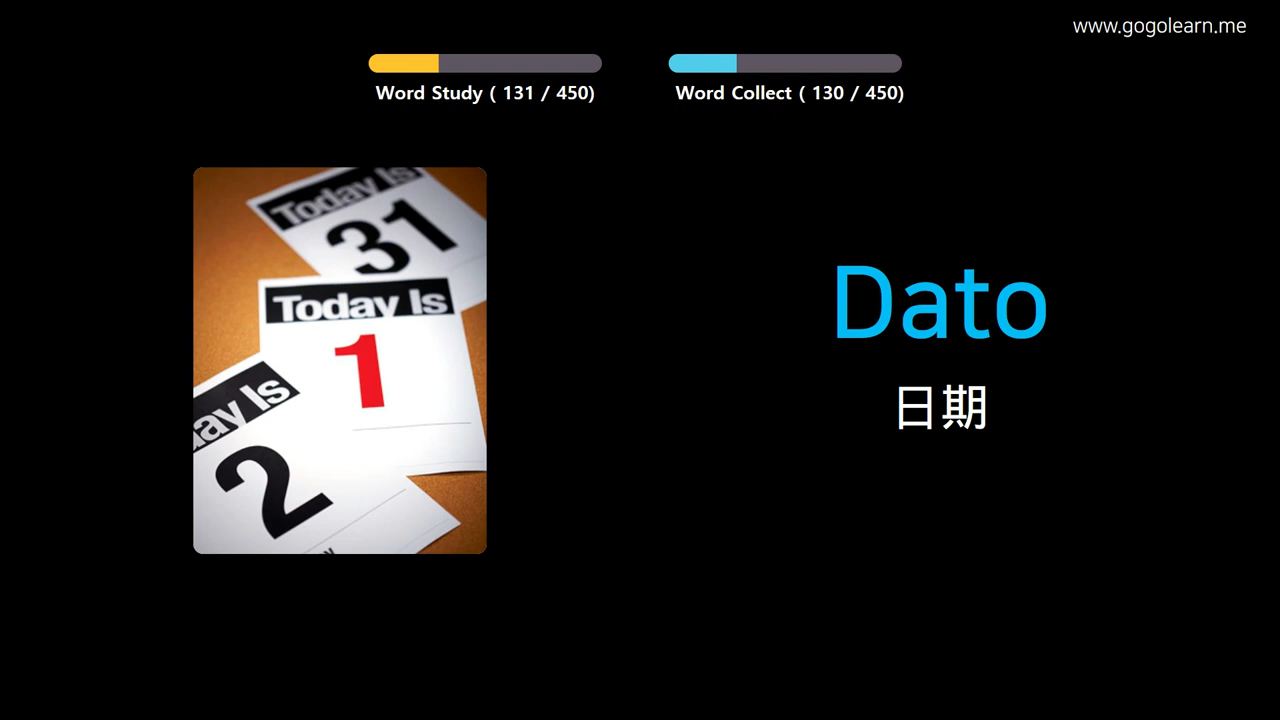 www.gogolearn.me
Word Study ( 131 / 450)
Word Collect ( 130 / 450)
Today Is
31
Today Is
1
day Is
2
Dato
日期